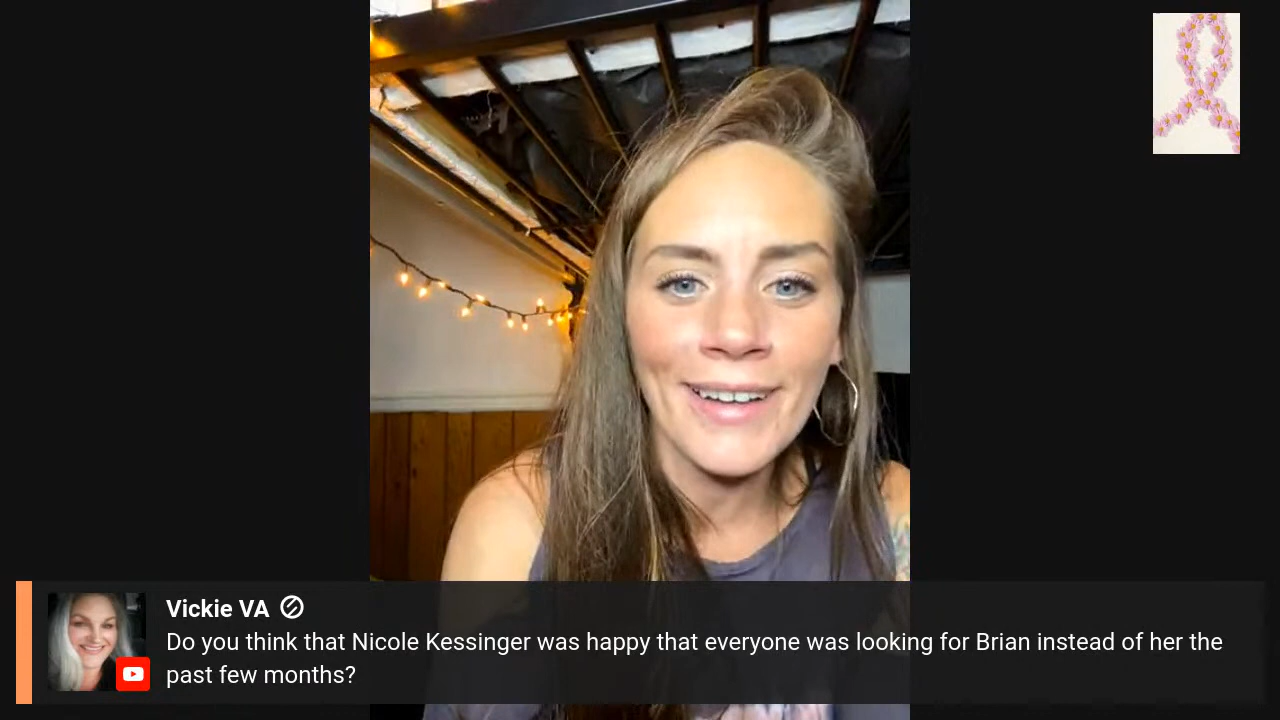 Vickie VA
Do you think that Nicole Kessinger was happy that everyone was looking for Brian instead of her the
past few months?